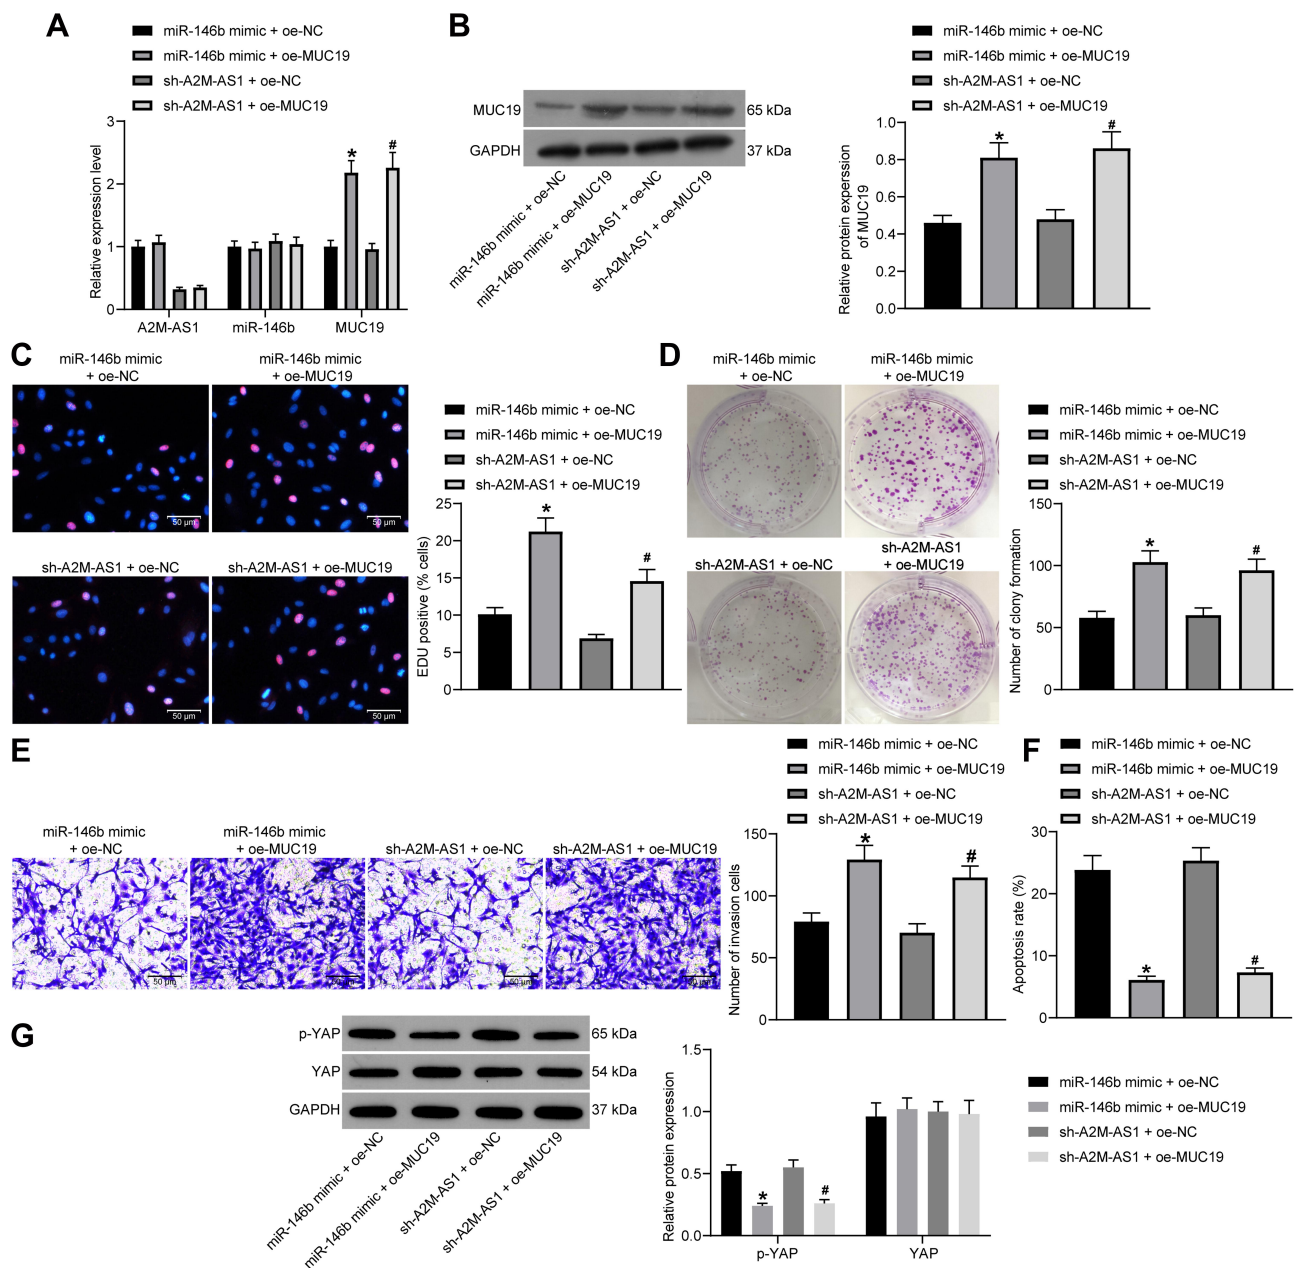 A
miR-146b mimic + oe-NC
miR-146b mimic + oe-MUC19
sh-A2M-AS1 + oe-NC
sh-A2M-AS1 + oe-MUC19
Relative expression level
3
2
1
0
*
#
A2M-AS1
miR-146b
MUC19
B
MUC19
65 kDa
GAPDH
37 kDa
miR-146b mimic + oe-NC
miR-146b mimic + oe-MUC19
sh-A2M-AS1 + oe-NC
sh-A2M-AS1 + oe-MUC19
miR-146b mimic + oe-NC
miR-146b mimic + oe-MUC19
sh-A2M-AS1 + oe-NC
sh-A2M-AS1 + oe-MUC19
Relative protein experssion
of MUC19
1.0
0.8
0.6
0.4
0.2
0.0
*
#
C
miR-146b mimic
+ oe-NC
miR-146b mimic
+ oe-MUC19
50 µm
50 µm
sh-A2M-AS1 + oe-NC
sh-A2M-AS1 + oe-MUC19
50 µm
50 µm
miR-146b mimic + oe-NC
miR-146b mimic + oe-MUC19
sh-A2M-AS1 + oe-NC
sh-A2M-AS1 + oe-MUC19
EDU positive (% cells)
25
20
15
10
5
0
*
#
D
miR-146b mimic
+ oe-NC
miR-146b mimic
+ oe-MUC19
sh-A2M-AS1 + oe-NC
sh-A2M-AS1
+ oe-MUC19
miR-146b mimic + oe-NC
miR-146b mimic + oe-MUC19
sh-A2M-AS1 + oe-NC
sh-A2M-AS1 + oe-MUC19
Number of clony formation
150
100
50
0
*
#
E
miR-146b mimic
+ oe-NC
miR-146b mimic
+ oe-MUC19
sh-A2M-AS1 + oe-NC
sh-A2M-AS1 + oe-MUC19
50 µm
50 µm
50 µm
50 µm
miR-146b mimic + oe-NC
miR-146b mimic + oe-MUC19
sh-A2M-AS1 + oe-NC
sh-A2M-AS1 + oe-MUC19
Number of invasion cells
150
100
50
0
*
#
F
miR-146b mimic + oe-NC
miR-146b mimic + oe-MUC19
sh-A2M-AS1 + oe-NC
sh-A2M-AS1 + oe-MUC19
Apoptosis rate (%)
30
20
10
0
*
#
G
p-YAP
65 kDa
YAP
54 kDa
GAPDH
37 kDa
miR-146b mimic + oe-NC
miR-146b mimic + oe-MUC19
sh-A2M-AS1 + oe-NC
sh-A2M-AS1 + oe-MUC19
Relative protein expression
1.5
1.0
0.5
0.0
*
#
p-YAP
YAP
miR-146b mimic + oe-NC
miR-146b mimic + oe-MUC19
sh-A2M-AS1 + oe-NC
sh-A2M-AS1 + oe-MUC19